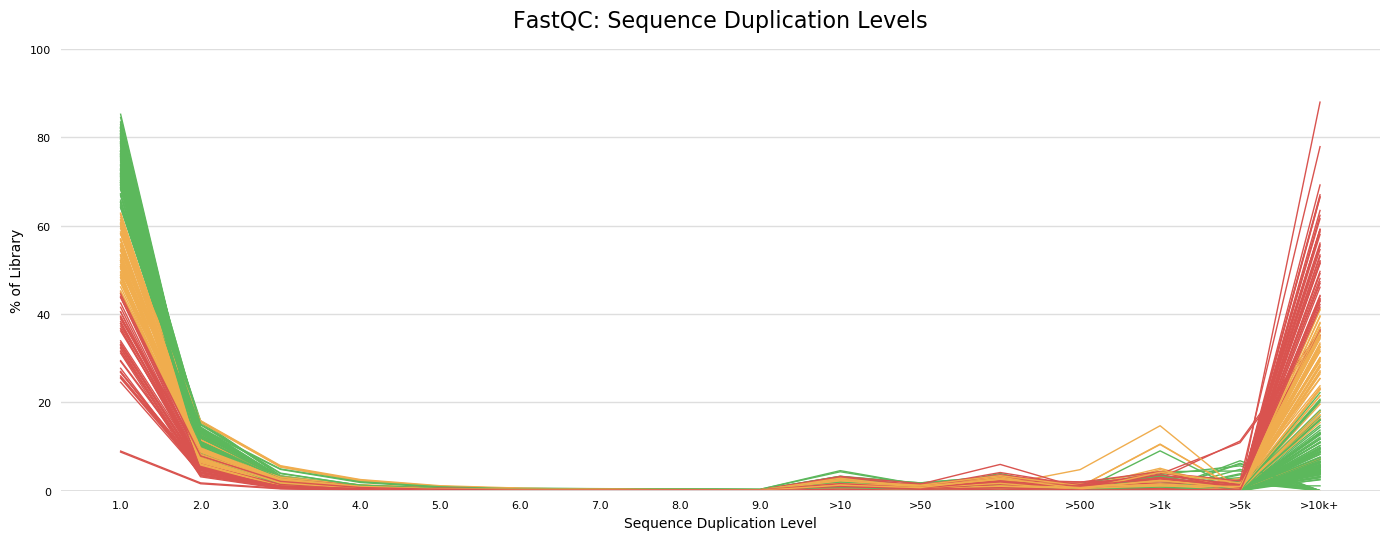 FastQC: Sequence Duplication Levels
100
80
60
40
20
0
% of Library
1.0 2.0 3.0 4.0 5.0 6.0 7.0 8.0 9.0 >10 >50 >100 >500 >1k >5k >10k+
Sequence Duplication Level